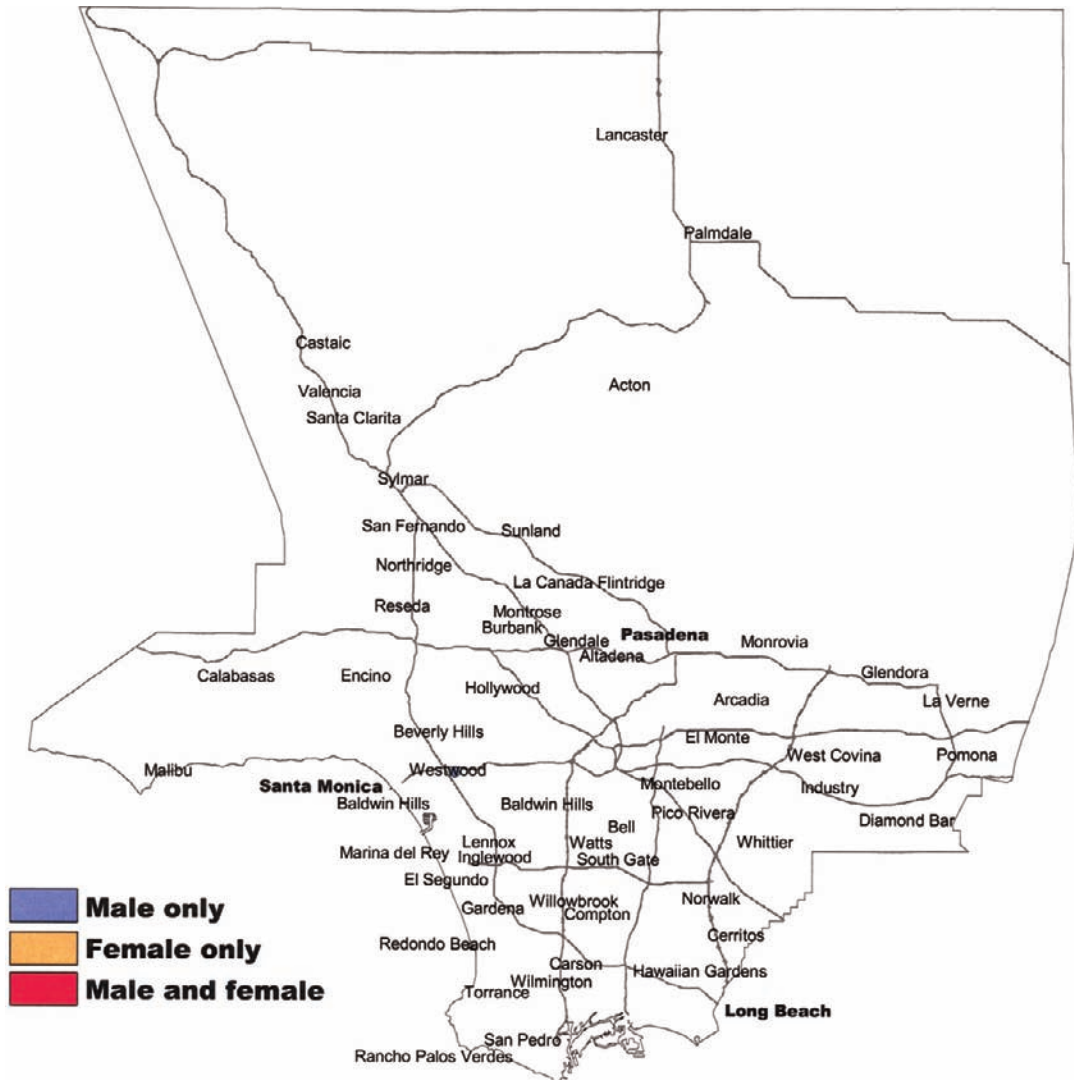 Lancaster
Palmdale
Castaic
Acton
Valencia
Santa Clarita
Sylmar
San Fernando
Sunland
Northridge
La Canada Flintridge
Reseda
Montrose
Burbank
Pasadena
Glendale
Monrovia
Altadena
Calabasas
Encino
Glendora
Hollywood
Arcadia
La Verne
Beverly Hills
El Monte
West Covina
Pomona
Malibu
Westwood
Santa Monica
Montebello
Industry
Baldwin Hills
Baldwin Hills
Pico Rivera
Diamond Bar
Bell
Whittier
Lennox
Watts
Marina del Rey
Inglewood
South Gate
El Segundo
Willowbrook
Norwalk
Gardena
Compton
Male only
Cerritos
Redondo Beach
Female only
Carson
Hawaiian Gardens
Wilmington
Torrance
Male and female
Long Beach
San Pedro
Rancho Palos Verdes